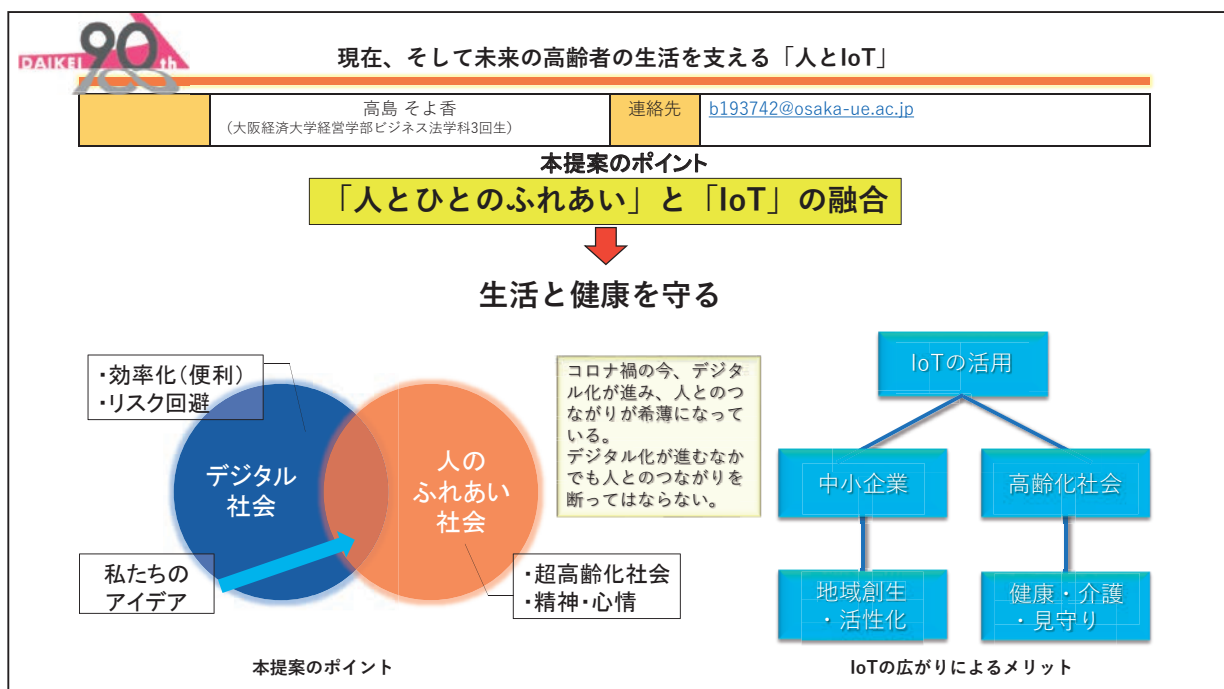 DAIKEI 90th
現在、そして未来の高齢者の生活を支える「人とIoT」
高島 そよ香
（大阪経済大学経営学部ビジネス法学科3回生）
連絡先
b193742@osaka-ue.ac.jp
本提案のポイント
「人とひとのふれあい」と「IoT」の融合
生活と健康を守る
・効率化（便利）
・リスク回避
デジタル
社会
人の
ふれあい
社会
私たちの
アイデア
・超高齢化社会
・精神・心情
本提案のポイント
コロナ禍の今、デジタ
ル化が進み、人とのつ
ながりが希薄になって
いる。
デジタル化が進むなか
でも人とのつながりを
断ってはならない。
IoTの活用
中小企業
高齢化社会
地域創生
・活性化
健康・介護
・見守り
IoTの広がりによるメリット